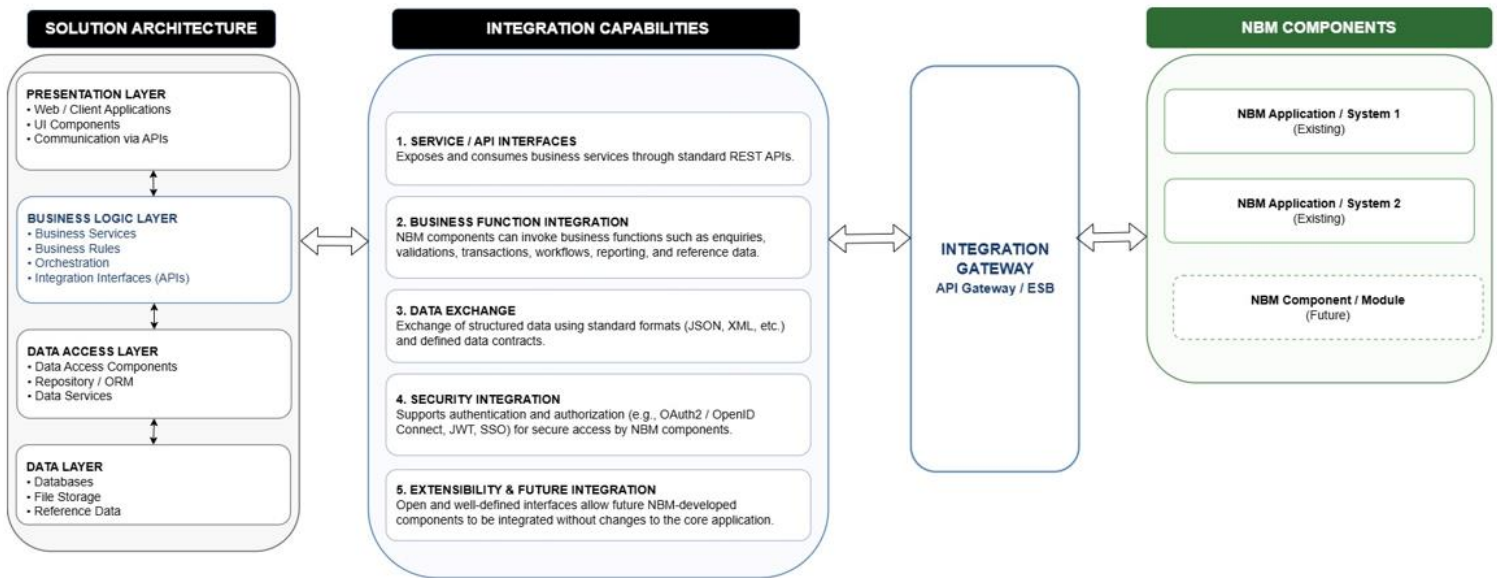 SOLUTION ARCHITECTURE
PRESENTATION LAYER
• Web / Client Applications
• UI Components
• Communication via APIs
BUSINESS LOGIC LAYER
• Business Services
• Business Rules
• Orchestration
• Integration Interfaces (APIs)
DATA ACCESS LAYER
• Data Access Components
• Repository / ORM
• Data Services
DATA LAYER
• Databases
• File Storage
• Reference Data
INTEGRATION CAPABILITIES
1. SERVICE / API INTERFACES
Exposes and consumes business services through standard REST APIs.
2. BUSINESS FUNCTION INTEGRATION
NBM components can invoke business functions such as enquiries,
validations, transactions, workflows, reporting, and reference data.
3. DATA EXCHANGE
Exchange of structured data using standard formats (JSON, XML, etc.)
and defined data contracts.
4. SECURITY INTEGRATION
Supports authentication and authorization (e.g., OAuth2 / OpenID
Connect, JWT, SSO) for secure access by NBM components.
5. EXTENSIBILITY & FUTURE INTEGRATION
Open and well-defined interfaces allow future NBM-developed
components to be integrated without changes to the core application.
INTEGRATION
GATEWAY
API Gateway / ESB
NBM COMPONENTS
NBM Application / System 1
(Existing)
NBM Application / System 2
(Existing)
NBM Component / Module
(Future)